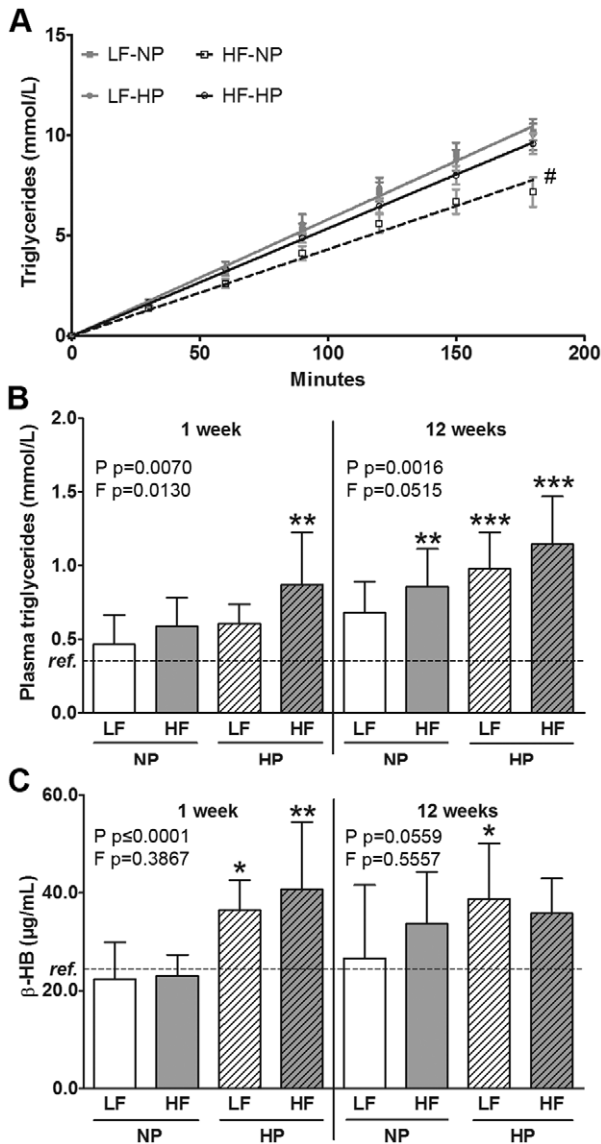 A
LF-NP HF-NP
LF-HP HF-HP
Triglycerides (mmol/L)
15
10
5
0
#
0 50 100 150 200
Minutes
B
Plasma triglycerides (mmol/L)
2.0
1.5
1.0
0.5
0.0
ref.
1 week 12 weeks
P p=0.0070 P p=0.0016
F p=0.0130 F p=0.0515
** ** *** ***
LF HF LF HF LF HF LF HF
NP HP NP HP
C
β-HB (µg/mL)
60.0
40.0
20.0
0.0
ref.
1 week 12 weeks
P p≤0.0001 P p=0.0559
F p=0.3867 F p=0.5557
* ** *
LF HF LF HF LF HF LF HF
NP HP NP HP